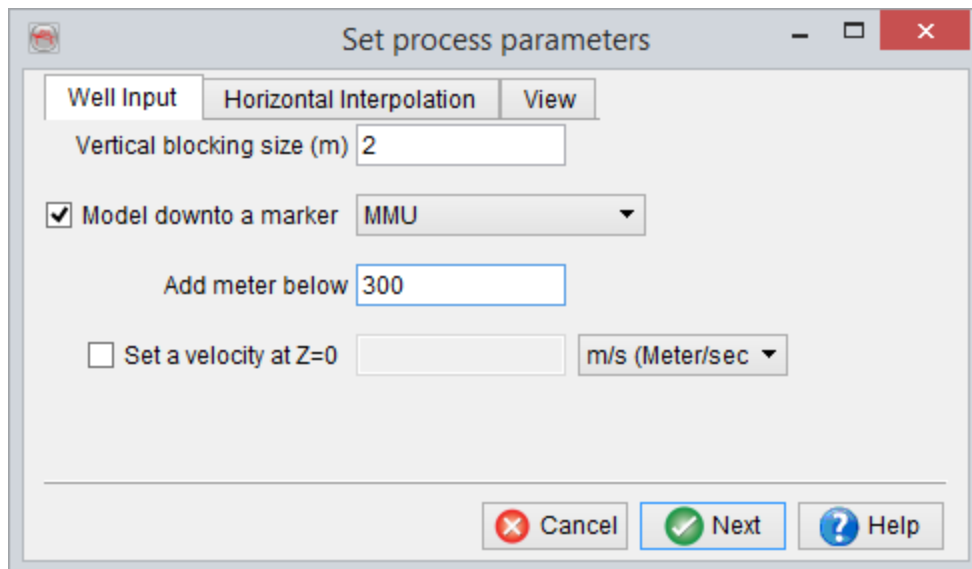 Set process parameters
Well Input Horizontal Interpolation View
Vertical blocking size (m) 2
Model downto a marker MMU
Add meter below 300
Set a velocity at Z=0 m/s (Meter/sec
Cancel Next Help